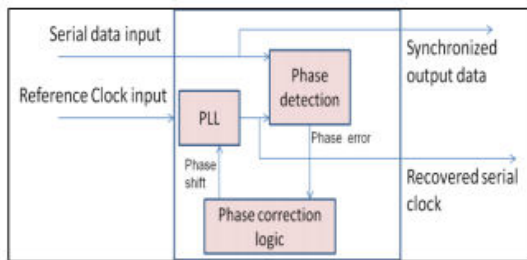 Serial data input
Synchronized
output data
Phase
detection
Reference Clock input
PLL
Phase error
Phase
shift
Recovered serial
clock
Phase correction
logic